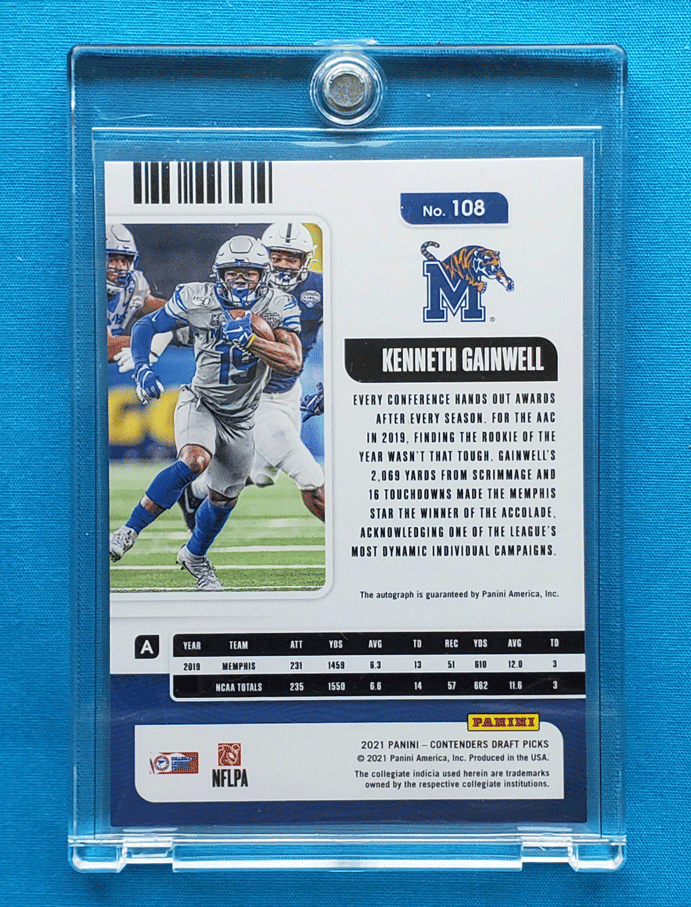 No. 108
M
KENNETH GAINWELL
EVERY CONFERENCE HANDS OUT AWARDS
AFTER EVERY SEASON. FOR THE AAC
IN 2019, FINDING THE ROOKIE OF THE
YEAR WASN'T THAT TOUGH. GAINWELL'S
2,069 YARDS FROM SCRIMMAGE AND
16 TOUCHDOWNS MADE THE MEMPHIS
STAR THE WINNER OF THE ACCOLADE,
ACKNOWLEDGING ONE OF THE LEAGUE'S
MOST DYNAMIC INDIVIDUAL CAMPAIGNS.
The autograph is guaranteed by Panini America, Inc.
19
A
YEAR TEAM ATT YDS AVG TD REC YDS AVG TD
2019 MEMPHIS 231 1459 6.3 13 51 610 12.0 3
NCAA TOTALS 235 1550 6.6 14 57 662 11.6 3
PANINI
2021 PANINI – CONTENDERS DRAFT PICKS
© 2021 Panini America, Inc. Produced in the USA.
The collegiate indicia used herein are trademarks
owned by the respective collegiate institutions.
NFLPA